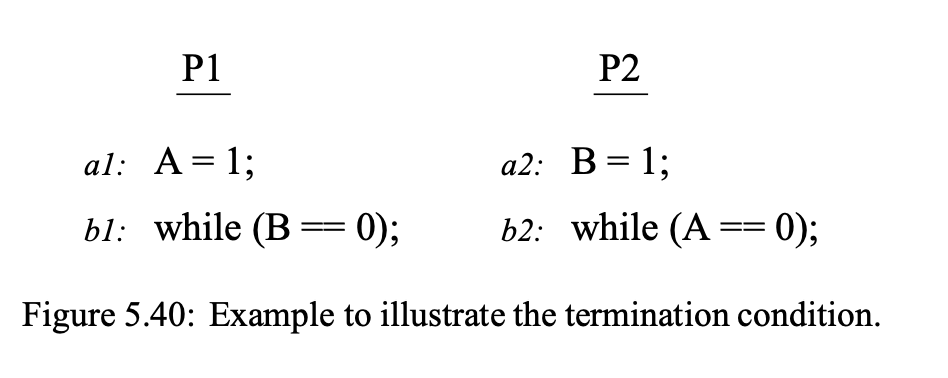 P1 P2
a1: A = 1; a2: B = 1;
b1: while (B == 0); b2: while (A == 0);
Figure 5.40: Example to illustrate the termination condition.